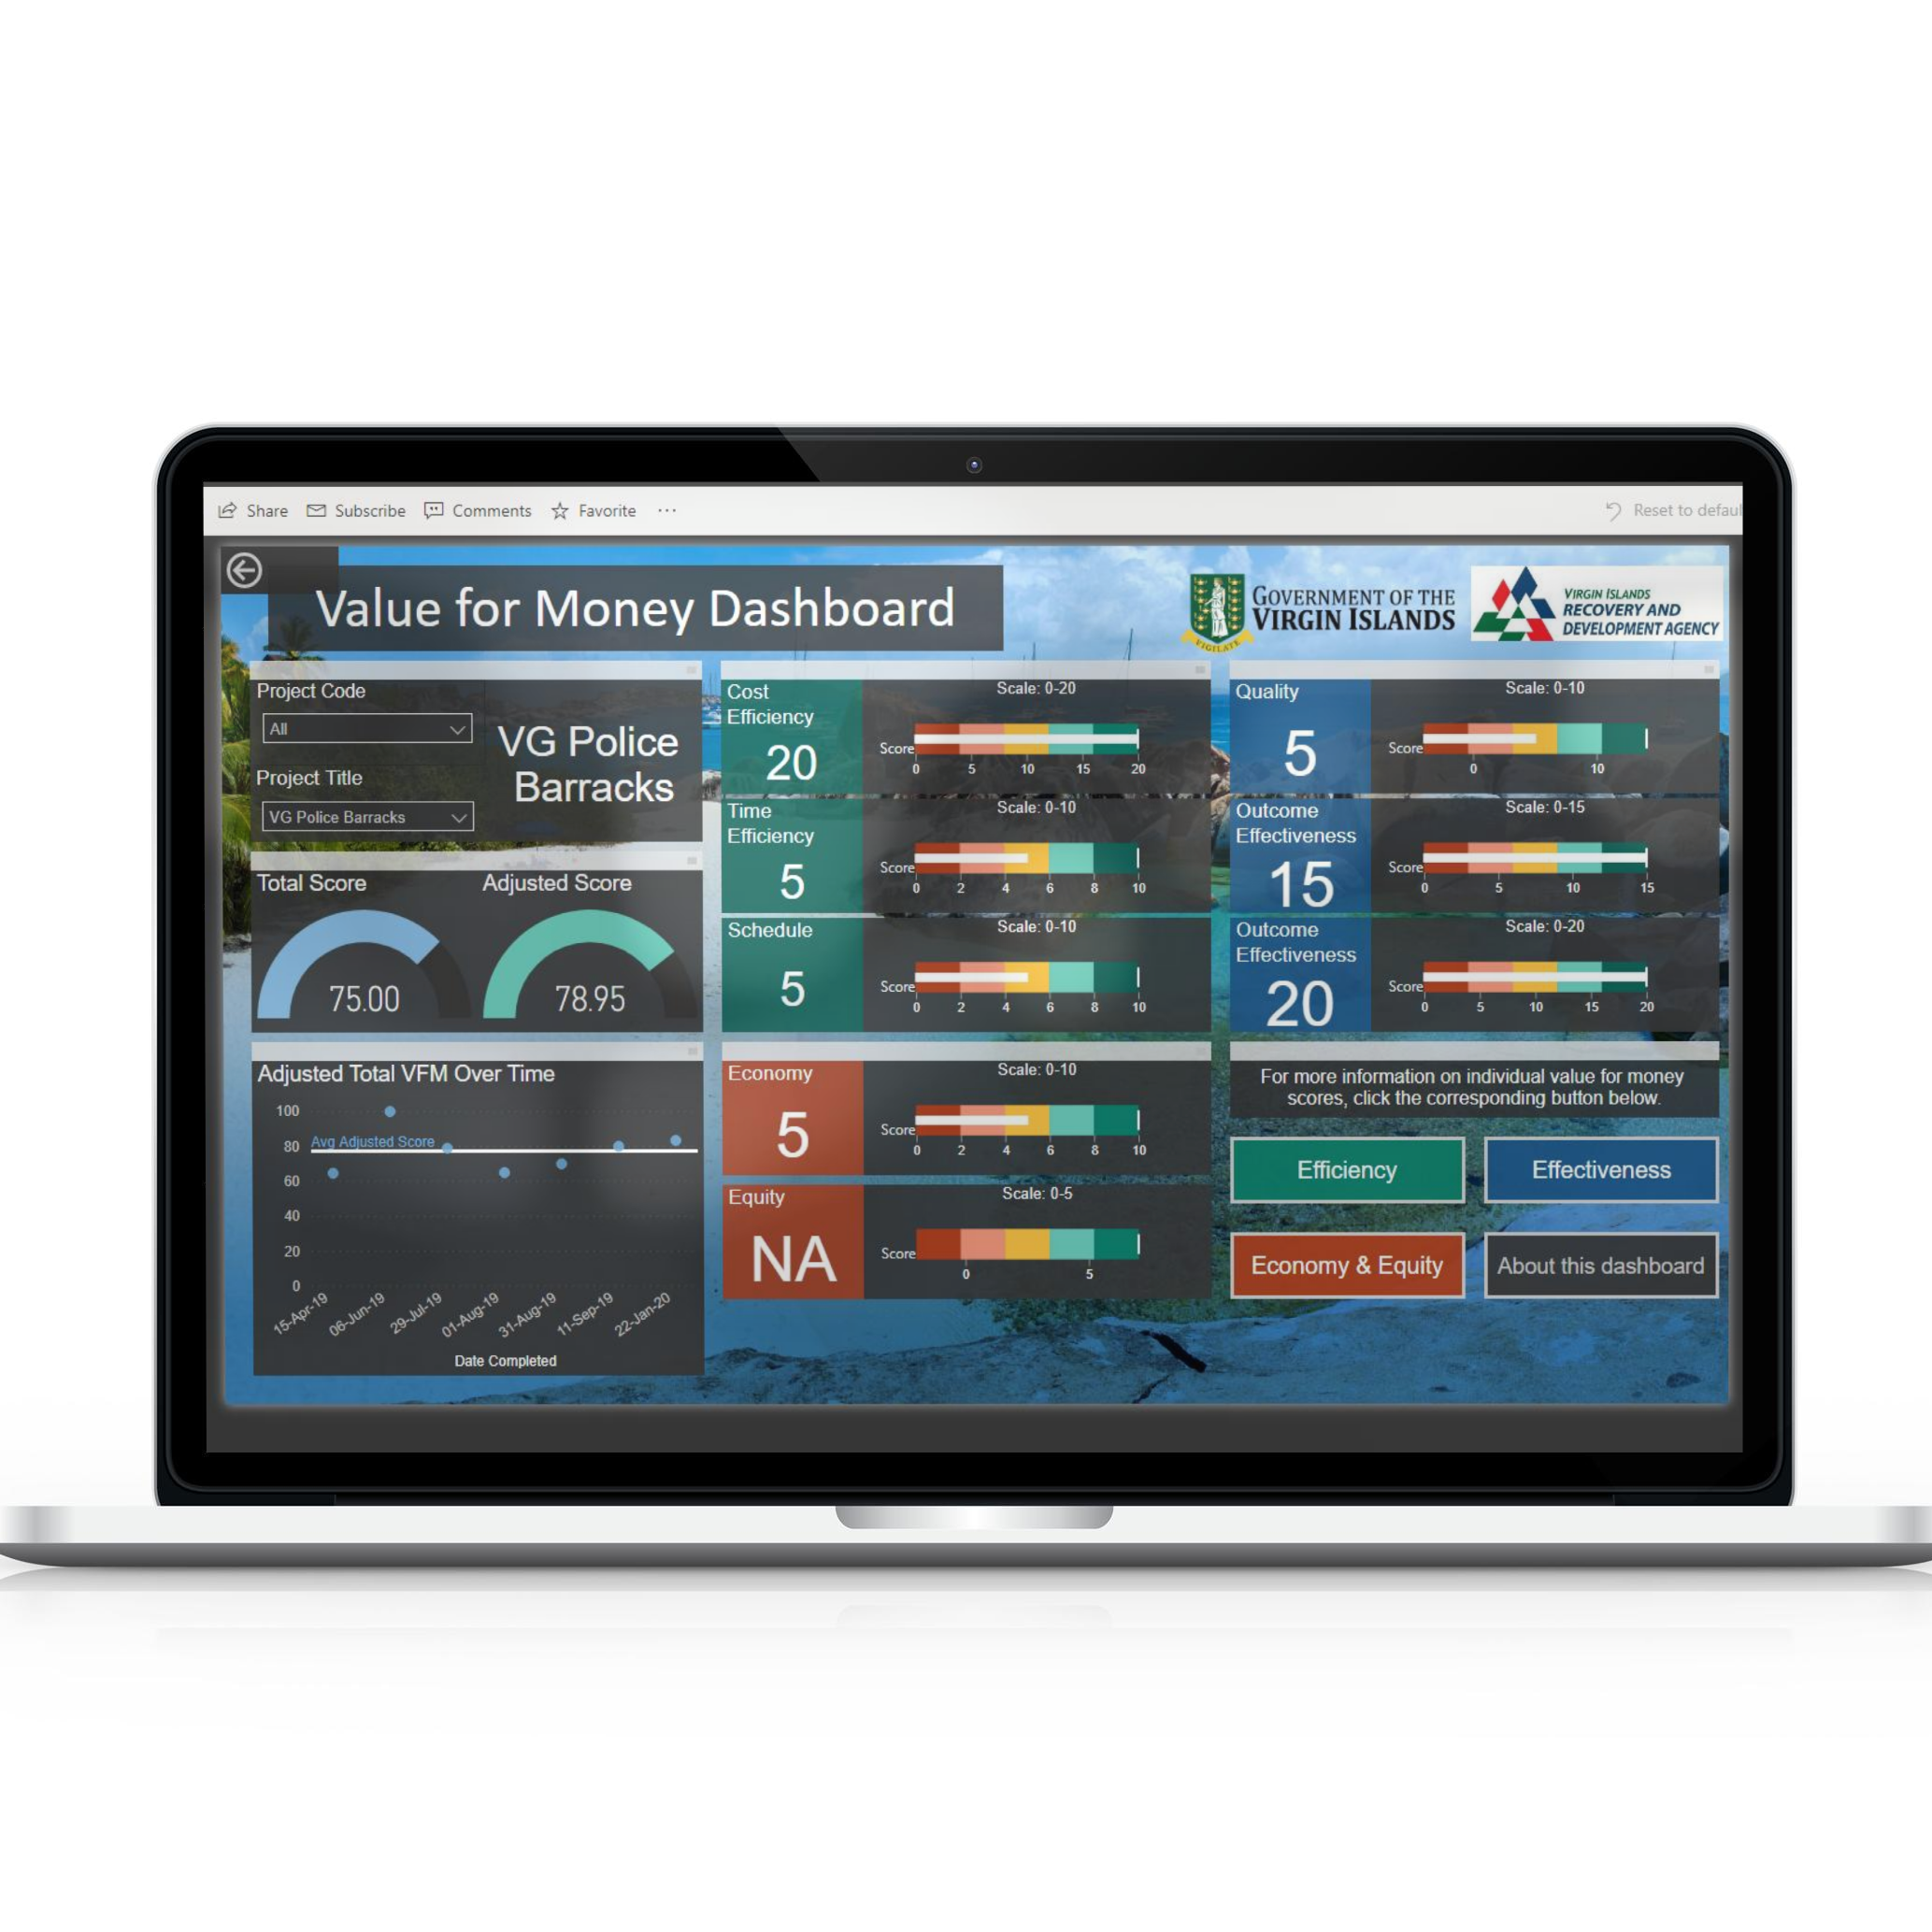 Share
Subscribe
Comments
Favorite
Reset to defaul
Value for Money Dashboard
VIGILATE
GOVERNMENT OF THE
VIRGIN ISLANDS
VIRGIN ISLANDS
RECOVERY AND
DEVELOPMENT AGENCY
Project Code
All
Project Title
VG Police Barracks
VG Police
Barracks
Total Score
75.00
Adjusted Score
78.95
Adjusted Total VFM Over Time
100
80
60
40
20
0
Avg Adjusted Score
15-Apr-19
06-Jun-19
29-Jul-19
01-Aug-19
31-Aug-19
11-Sep-19
22-Jan-20
Date Completed
Cost
Efficiency
20
Scale: 0-20
Score
0 5 10 15 20
Time
Efficiency
5
Scale: 0-10
Score
0 2 4 6 8 10
Schedule
5
Scale: 0-10
Score
0 2 4 6 8 10
Economy
5
Scale: 0-10
Score
0 2 4 6 8 10
Equity
NA
Scale: 0-5
Score
0 5
Quality
5
Scale: 0-10
Score
0 10
Outcome
Effectiveness
15
Scale: 0-15
Score
0 5 10 15
Outcome
Effectiveness
20
Scale: 0-20
Score
0 5 10 15 20
For more information on individual value for money
scores, click the corresponding button below.
Efficiency
Effectiveness
Economy & Equity
About this dashboard